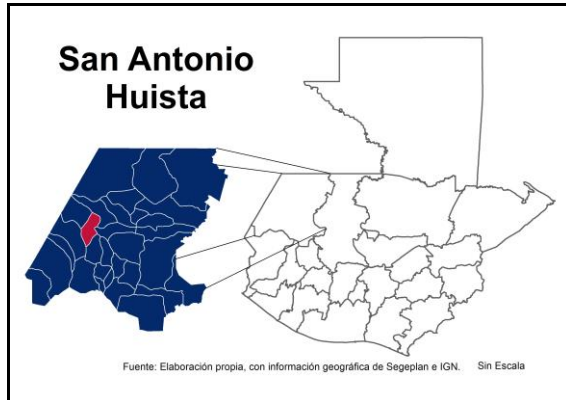 San Antonio
Huista
Fuente: Elaboración propia, con información geográfica de Segeplan e IGN. Sin Escala